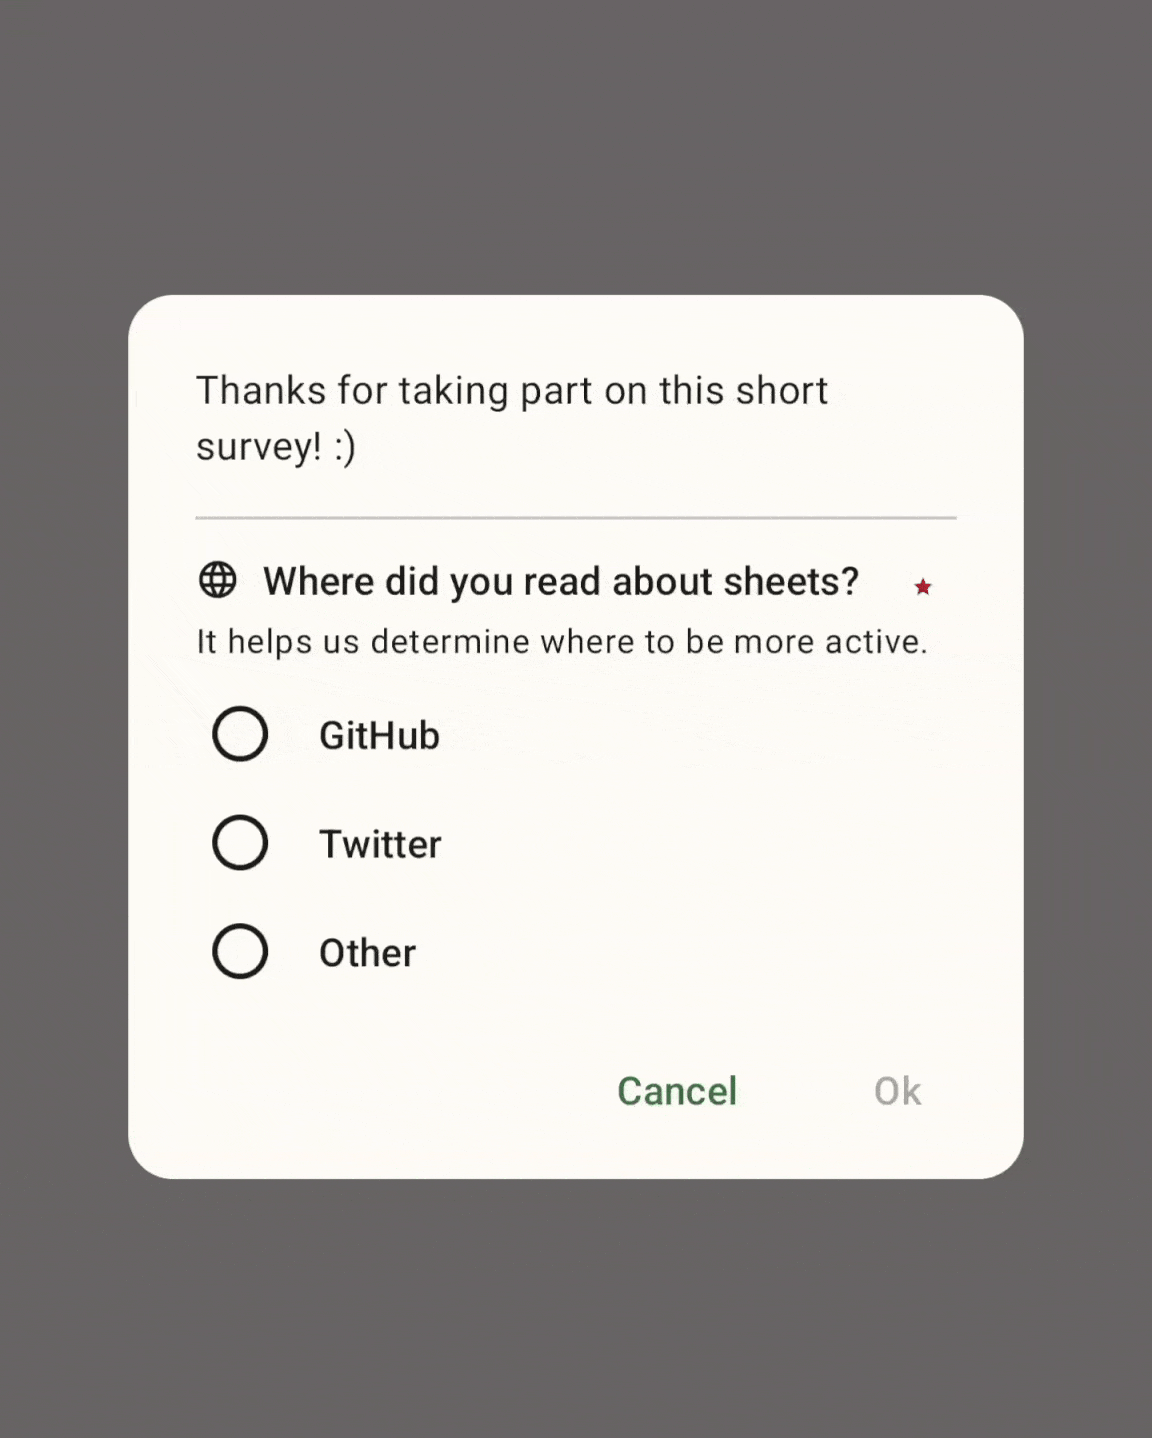 Thanks for taking part on this short
survey! :)
Where did you read about sheets?
It helps us determine where to be more active.
GitHub
Twitter
Other
Cancel Ok